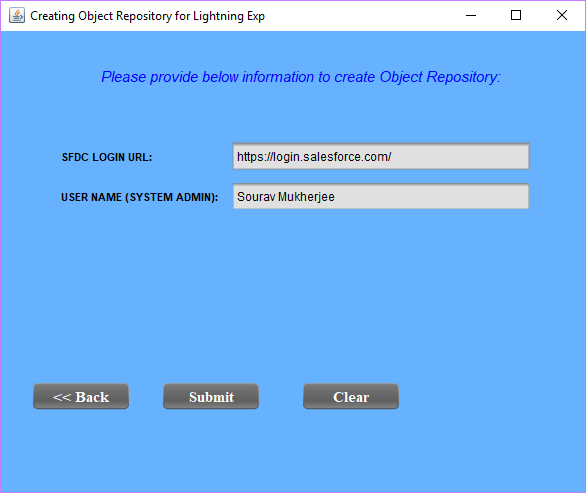 Creating Object Repository for Lightning Exp
Please provide below information to create Object Repository:
SFDC LOGIN URL: https://login.salesforce.com/
USER NAME (SYSTEM ADMIN): Sourav Mukherjee
<< Back Submit Clear